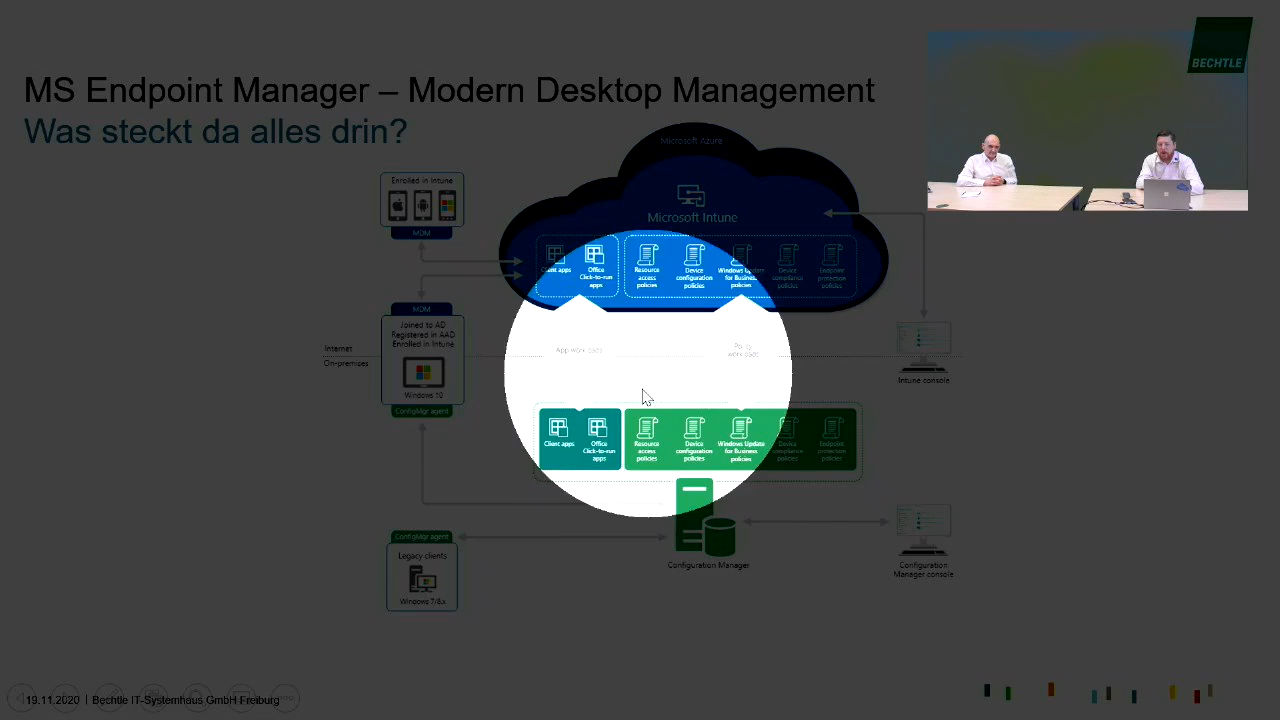 BECHTLE
MS Endpoint Manager – Modern Desktop Management
Was steckt da alles drin?
Microsoft Azure
Enrolled in Intune
MDM
Microsoft Intune
Client apps
Office
Click-to-run
apps
Resource
access
policies
Device
configuration
policies
Windows Update
for Business
policies
Device
compliance
policies
Endpoint
protection
policies
MDM
Joined to AD
Registered in AAD
Enrolled in Intune
Windows 10
ConfigMgr agent
Internet
On-premises
App workloads
Policy
workloads
Intune console
Client apps
Office
Click-to-run
apps
Resource
access
policies
Device
configuration
policies
Windows Update
for Business
policies
Device
compliance
policies
Endpoint
protection
policies
ConfigMgr agent
Legacy clients
Windows 7/8.x
Configuration Manager
Configuration
Manager console
19.11.2020 | Bechtle IT-Systemhaus GmbH Freiburg